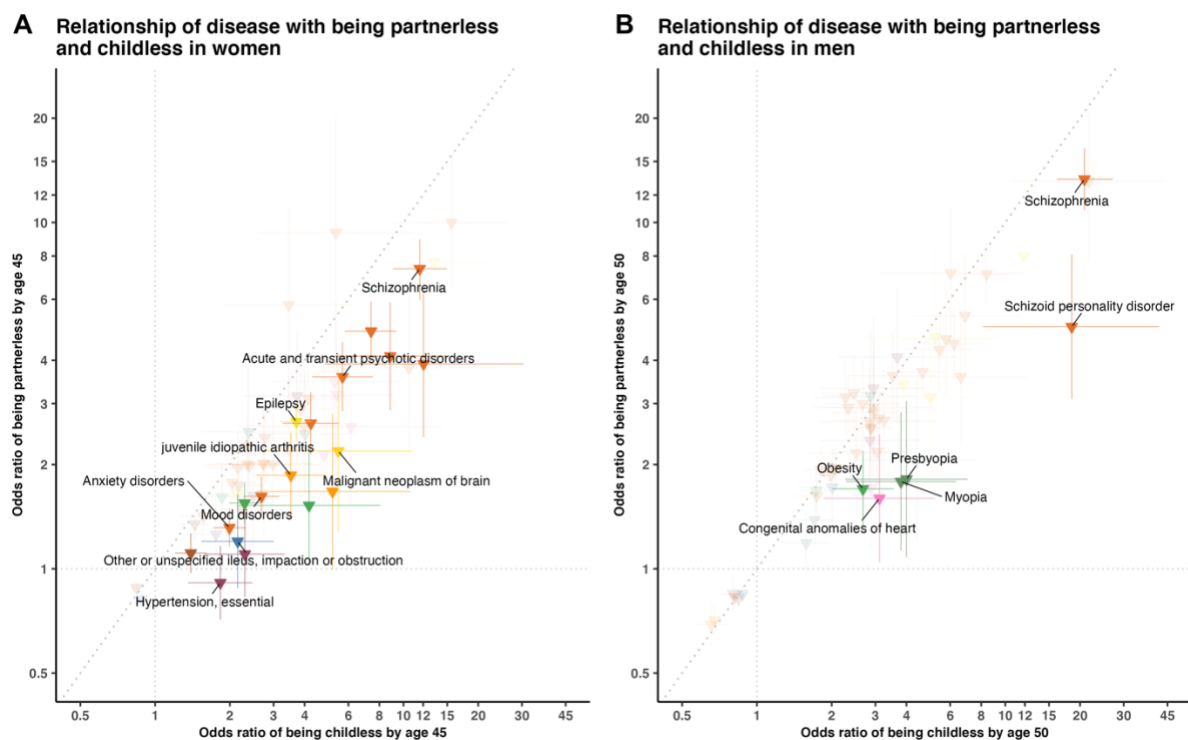 A Relationship of disease with being partnerless
and childless in women
Odds ratio of being partnerless by age 45
20
15
12
10
8
6
4
3
2
1
0.5
Schizophrenia
Acute and transient psychotic disorders
Epilepsy
juvenile idiopathic arthritis
Malignant neoplasm of brain
Anxiety disorders
Mood disorders
Other or unspecified ileus, impaction or obstruction
Hypertension, essential
0.5 1 2 3 4 6 8 10 12 15 20 30 45
Odds ratio of being childless by age 45
B Relationship of disease with being partnerless
and childless in men
Odds ratio of being partnerless by age 50
20
15
12
10
8
6
4
3
2
1
0.5
Schizophrenia
Schizoid personality disorder
Obesity
Presbyopia
Myopia
Congenital anomalies of heart
0.5 1 2 3 4 6 8 10 12 15 20 30 45
Odds ratio of being childless by age 50